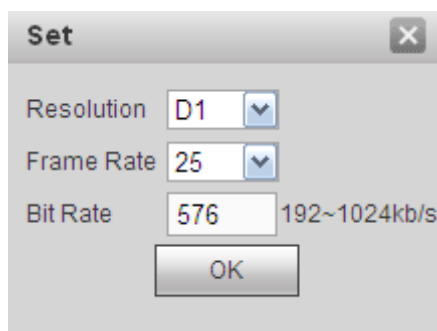 Set
Resolution D1
Frame Rate 25
Bit Rate 576 192~1024kb/s
OK